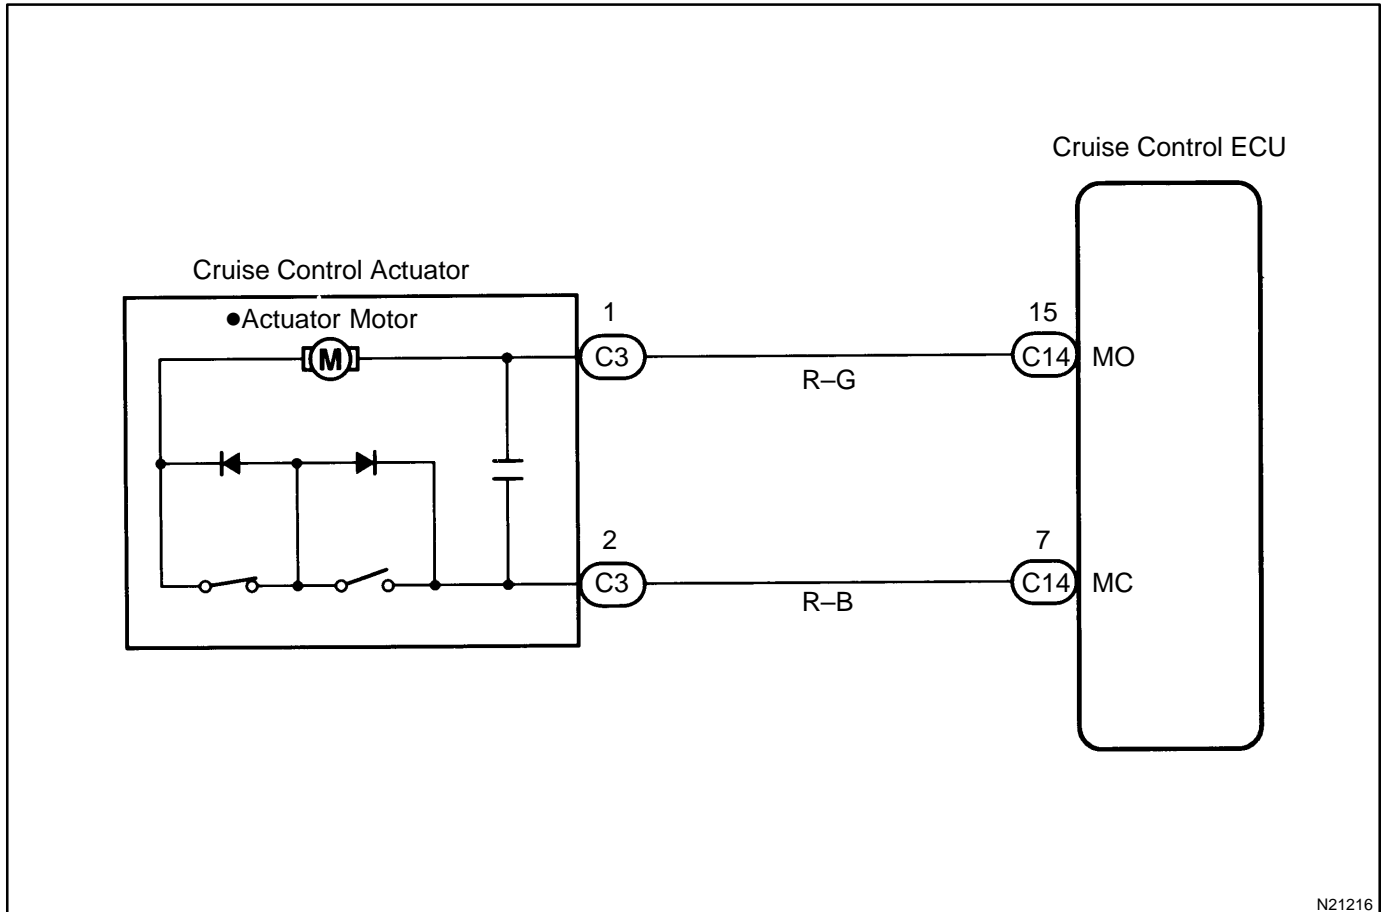 Cruise Control ECU
Cruise Control Actuator
●Actuator Motor
M
1
C3
R–G
15
C14
MO
2
C3
R–B
7
C14
MC
N21216